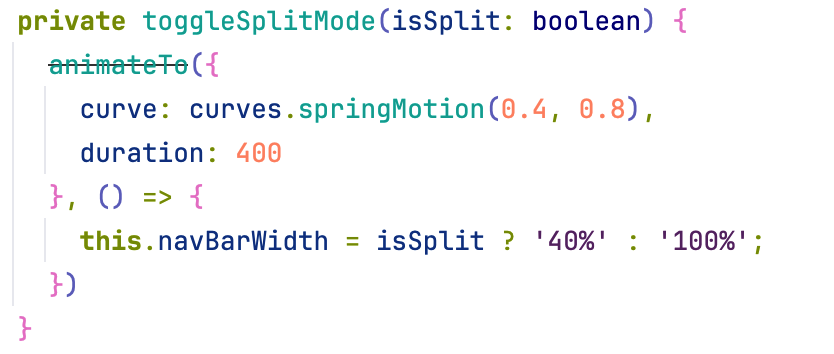 private toggleSplitMode(isSplit: boolean) {
  animateTo({
    curve: curves.springMotion(0.4, 0.8),
    duration: 400
  }, () => {
    this.navBarWidth = isSplit ? '40%' : '100%';
  })
}